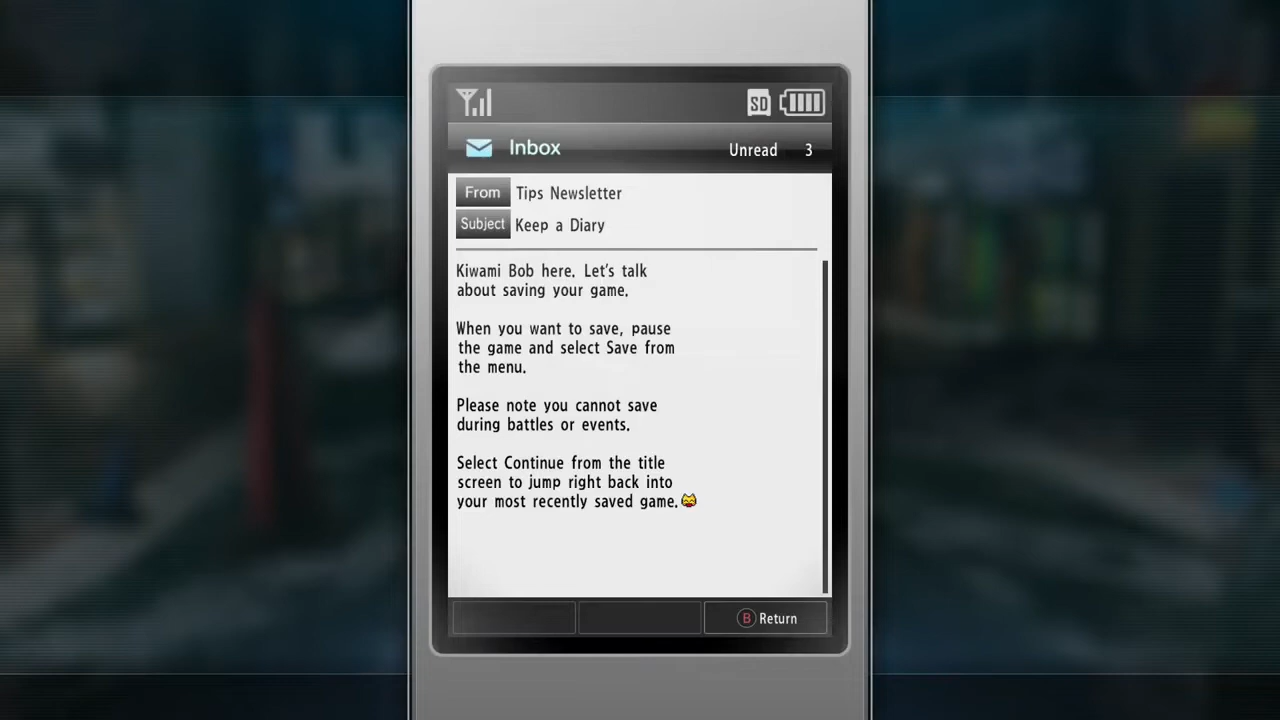 SD
Inbox Unread 3
From Tips Newsletter
Subject Keep a Diary
Kiwami Bob here. Let's talk
about saving your game.
When you want to save, pause
the game and select Save from
the menu.
Please note you cannot save
during battles or events.
Select Continue from the title
screen to jump right back into
your most recently saved game.
B Return